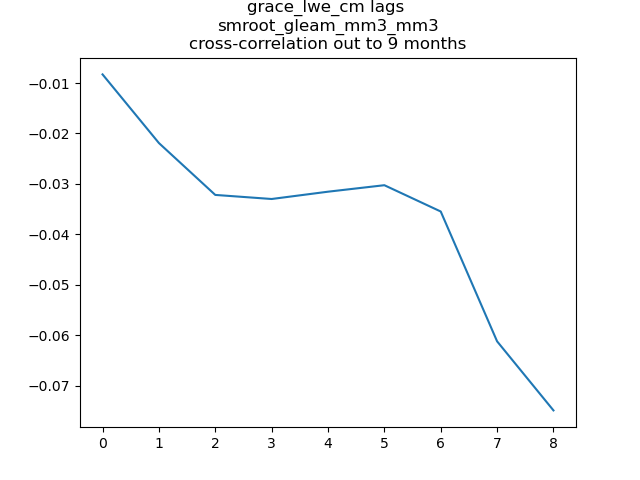 grace_lwe_cm lags
smroot_gleam_mm3_mm3
cross-correlation out to 9 months
−0.01
−0.02
−0.03
−0.04
−0.05
−0.06
−0.07
0 1 2 3 4 5 6 7 8